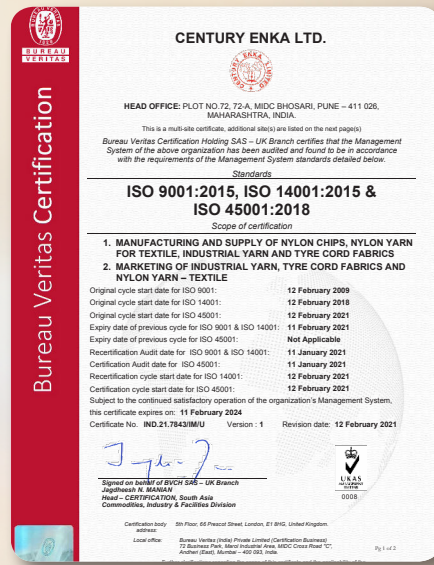 BUREAU
VERITAS
Bureau Veritas Certification
CENTURY ENKA LTD.
CENTURY ENKA LIMITED
HEAD OFFICE: PLOT NO.72, 72-A, MIDC BHOSARI, PUNE – 411 026,
MAHARASHTRA, INDIA.
This is a multi-site certificate, additional site(s) are listed on the next page(s)
Bureau Veritas Certification Holding SAS – UK Branch certifies that the Management
System of the above organization has been audited and found to be in accordance
with the requirements of the Management System standards detailed below.
Standards
ISO 9001:2015, ISO 14001:2015 &
ISO 45001:2018
Scope of certification
1. MANUFACTURING AND SUPPLY OF NYLON CHIPS, NYLON YARN
FOR TEXTILE, INDUSTRIAL YARN AND TYRE CORD FABRICS
2. MARKETING OF INDUSTRIAL YARN, TYRE CORD FABRICS AND
NYLON YARN – TEXTILE
Original cycle start date for ISO 9001: 12 February 2009
Original cycle start date for ISO 14001: 12 February 2018
Original cycle start date for ISO 45001: 12 February 2021
Expiry date of previous cycle for ISO 9001 & ISO 14001: 11 February 2021
Expiry date of previous cycle for ISO 45001: Not Applicable
Recertification Audit date for ISO 9001 & ISO 14001: 11 January 2021
Certification Audit date for ISO 45001: 11 January 2021
Recertification cycle start date for ISO 14001: 12 February 2021
Certification cycle start date for ISO 45001: 12 February 2021
Subject to the continued satisfactory operation of the organization's Management System,
this certificate expires on: 11 February 2024
Certificate No. IND.21.7843/IM/U Version : 1 Revision date: 12 February 2021
Signed on behalf of BVCH SAS – UK Branch
Jagdheesh N. MANIAN
Head – CERTIFICATION, South Asia
Commodities, Industry & Facilities Division
UKAS
MANAGEMENT
SYSTEMS
0008
Certification body address: 5th Floor, 66 Prescot Street, London, E1 8HG, United Kingdom.
Local office: Bureau Veritas (India) Private Limited (Certification Business)
72 Business Park, Marol Industrial Area, MIDC Cross Road "C",
Andheri (East), Mumbai – 400 093, India.
Pg 1 of 2